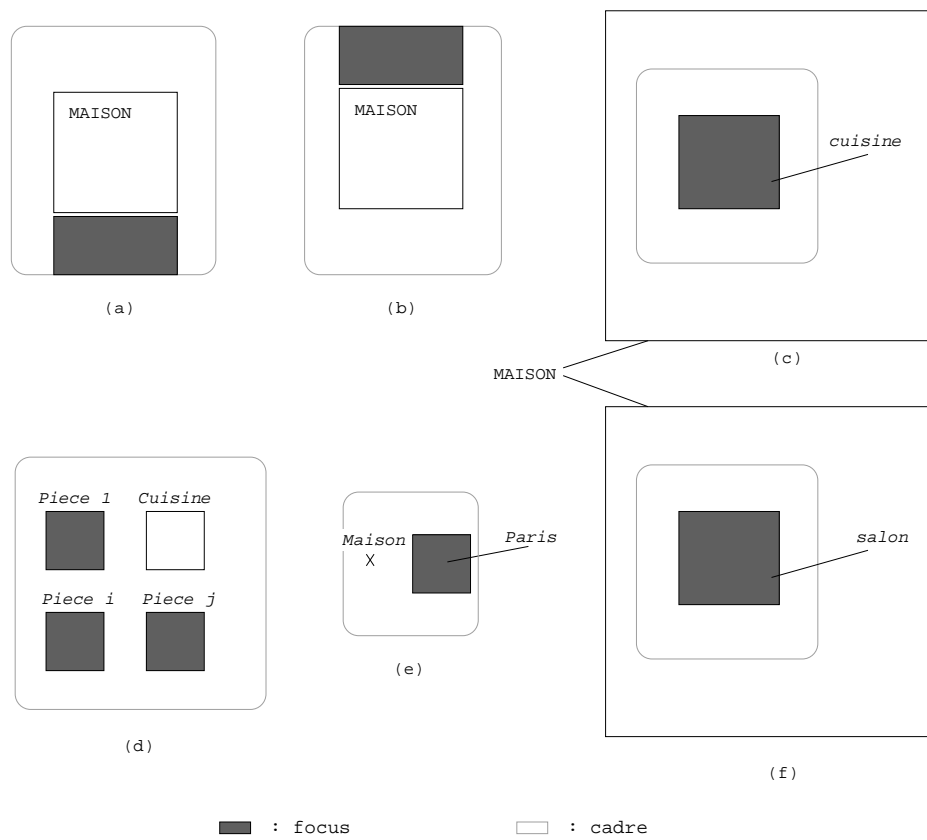 MAISON
(a)
MAISON
(b)
cuisine
(c)
MAISON
Piece 1 Cuisine
Piece i Piece j
(d)
Maison Paris
X
(e)
salon
(f)
: focus : cadre